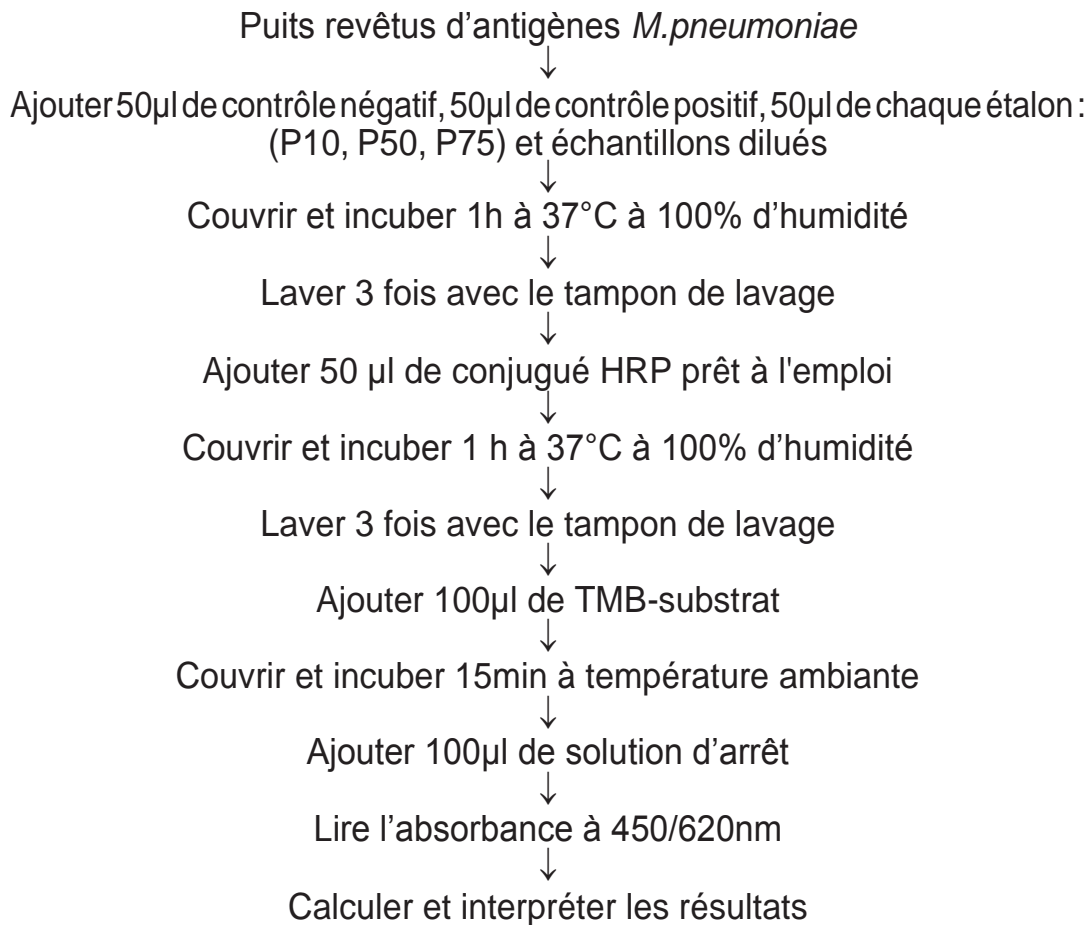 Puits revêtus d’antigènes M.pneumoniae
↓
Ajouter 50µl de contrôle négatif, 50µl de contrôle positif, 50µl de chaque étalon :
(P10, P50, P75) et échantillons dilués
↓
Couvrir et incuber 1h à 37°C à 100% d’humidité
↓
Laver 3 fois avec le tampon de lavage
↓
Ajouter 50 µl de conjugué HRP prêt à l'emploi
↓
Couvrir et incuber 1 h à 37°C à 100% d’humidité
↓
Laver 3 fois avec le tampon de lavage
↓
Ajouter 100µl de TMB-substrat
↓
Couvrir et incuber 15min à température ambiante
↓
Ajouter 100µl de solution d’arrêt
↓
Lire l’absorbance à 450/620nm
↓
Calculer et interpréter les résultats